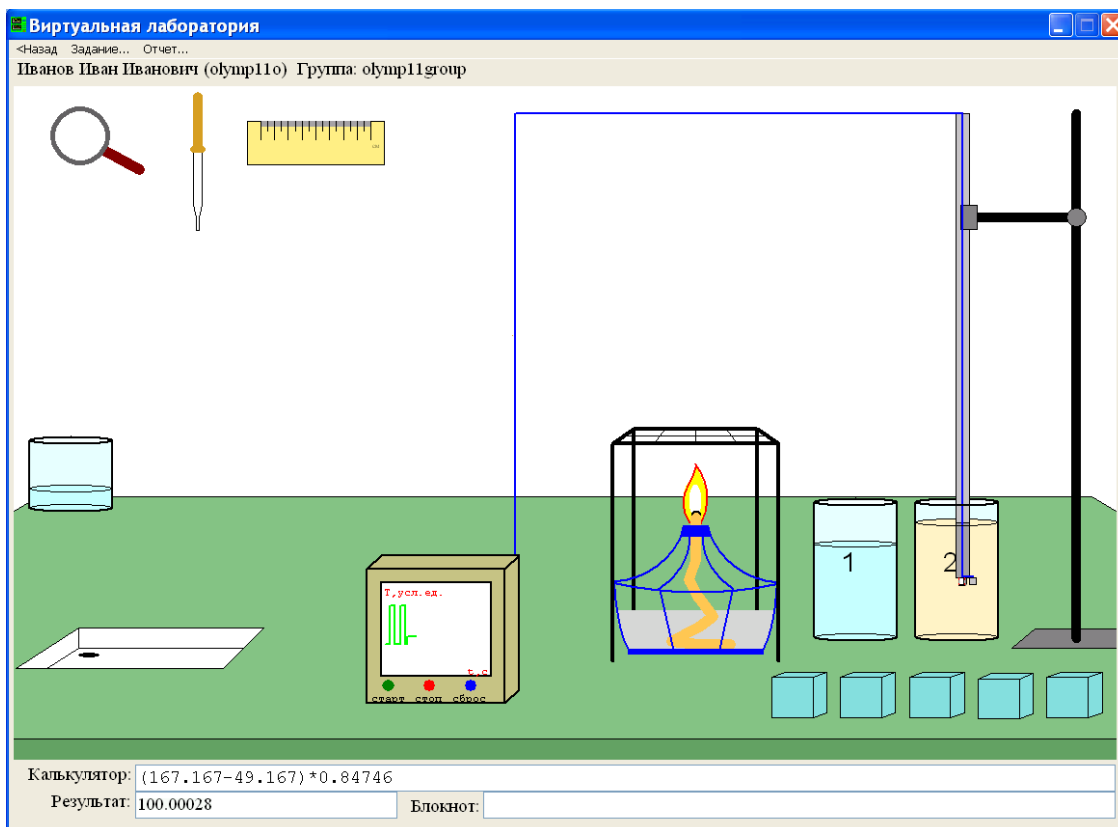 Виртуальная лаборатория
<Назад Задание... Отчет...
Иванов Иван Иванович (olymp11o) Группа: olymp11group
1
2
T,усл.ед.
t,c
старт стоп сброс
Калькулятор: (167.167-49.167)*0.84746
Результат: 100.00028 Блокнот: